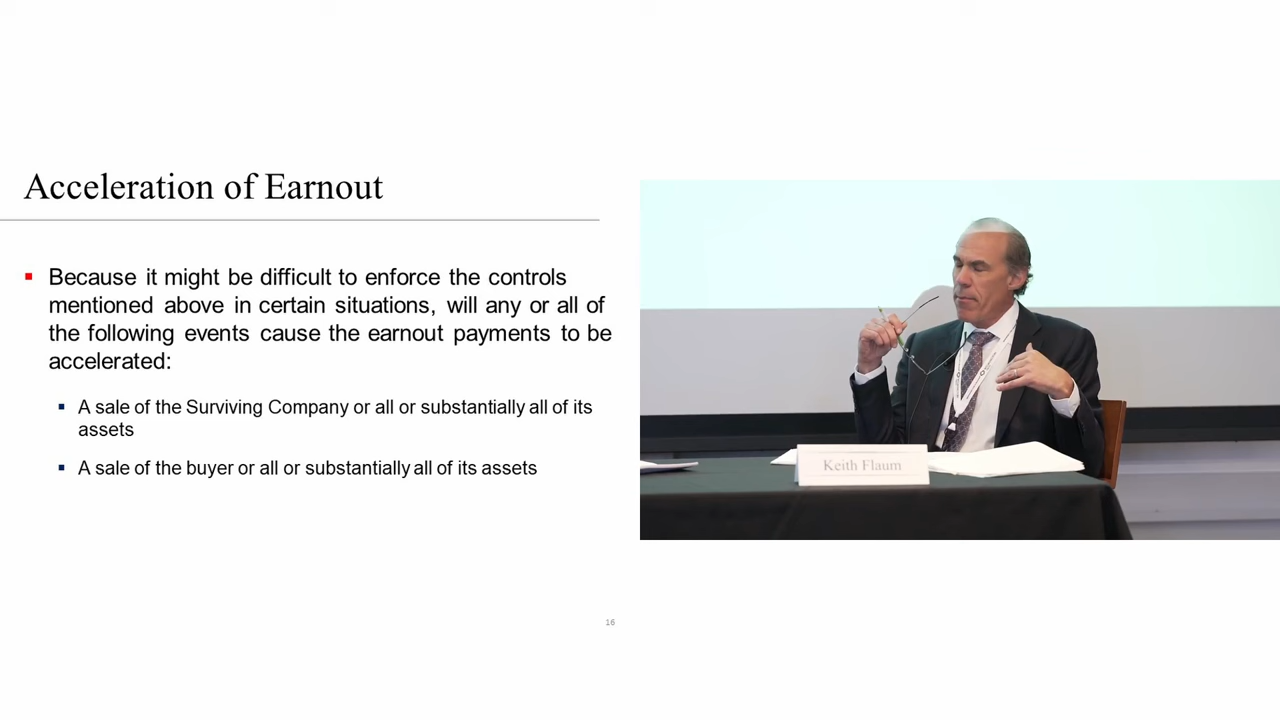 Acceleration of Earnout
Because it might be difficult to enforce the controls
mentioned above in certain situations, will any or all of
the following events cause the earnout payments to be
accelerated:
A sale of the Surviving Company or all or substantially all of its
assets
A sale of the buyer or all or substantially all of its assets
16
Keith Flaum